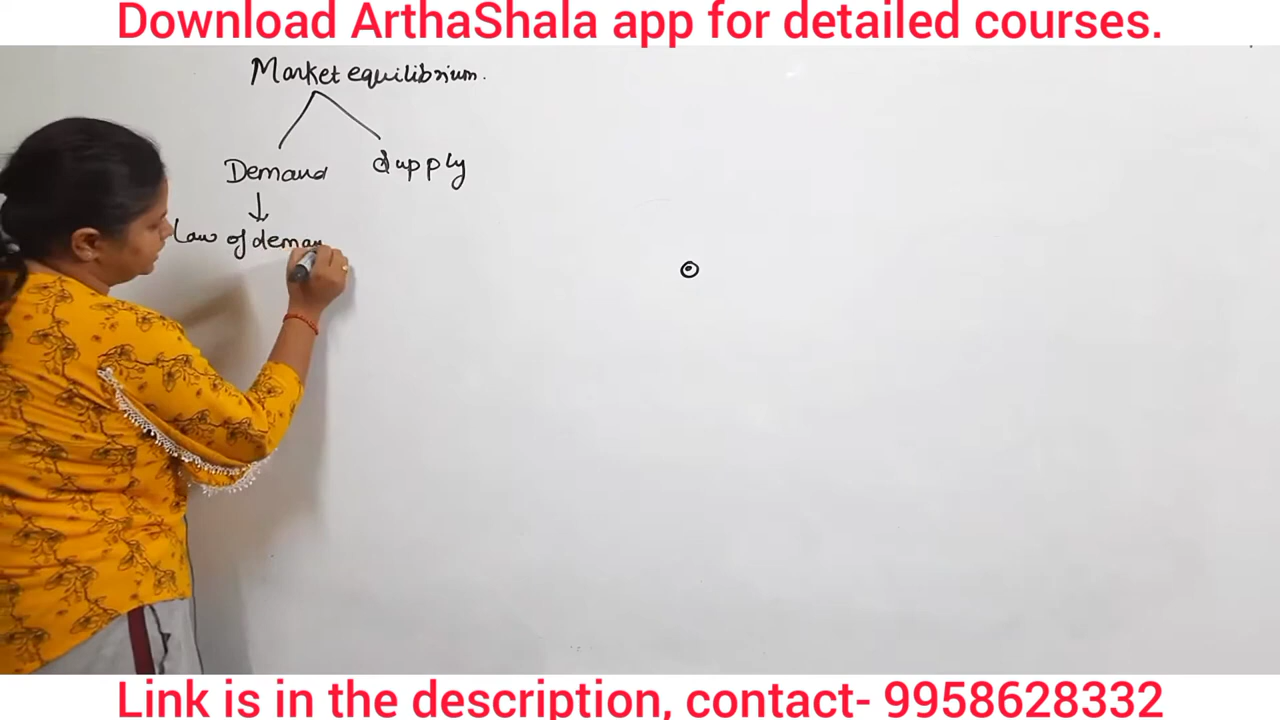 Download ArthaShala app for detailed courses.
Market equilibrium.
Demand supply
Law of deman
Link is in the description, contact- 9958628332